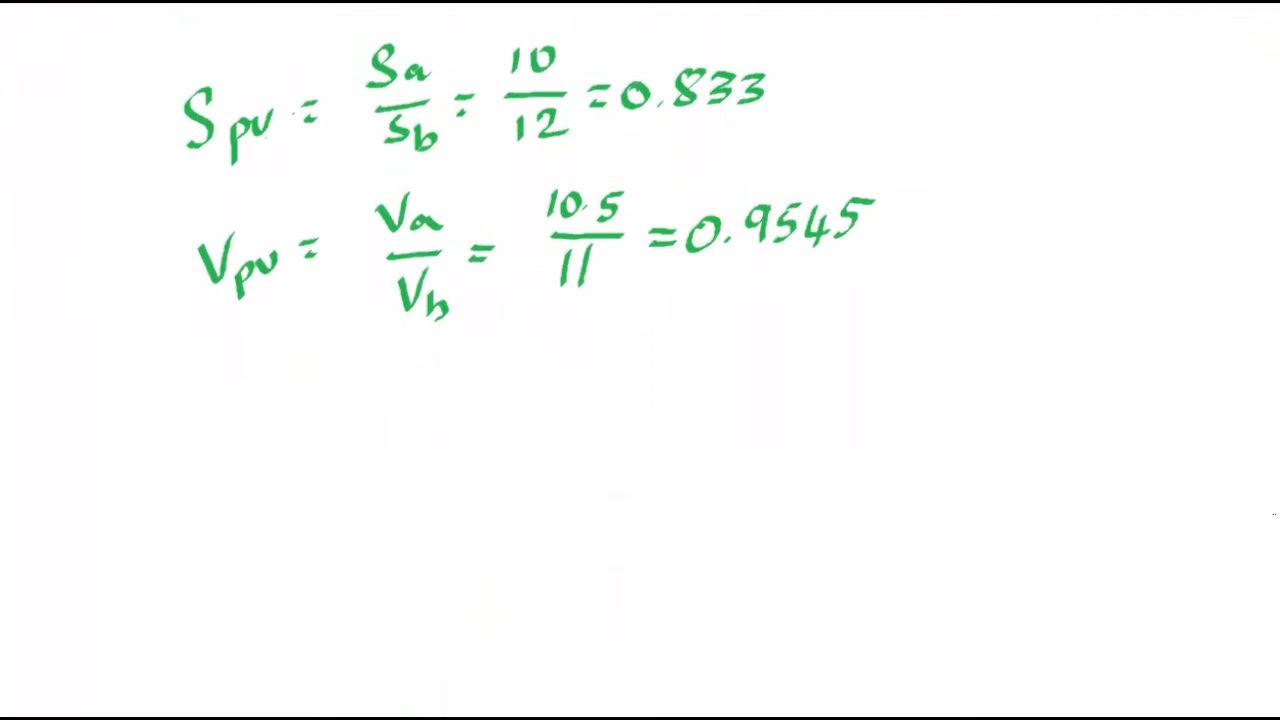 Spu = Sa/Sb = 10/12 = 0.833
Vpu = Va/Vb = 10.5/11 = 0.9545